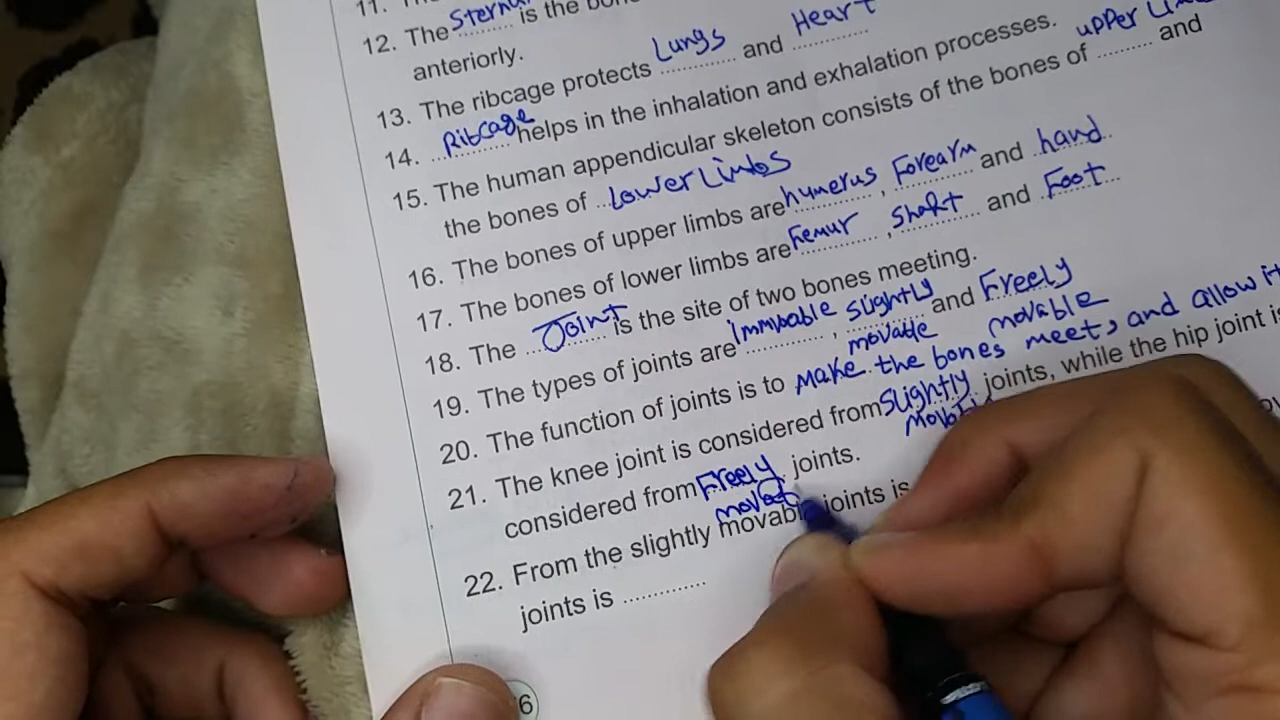 11.
12. The Sternu is the
anteriorly.
13. The ribcage protects Lungs and Heart
14. Ribcage helps in the inhalation and exhalation processes.
15. The human appendicular skeleton consists of the bones of upper and
the bones of lower Limbs
16. The bones of upper limbs are humerus , Forearm and hand
17. The bones of lower limbs are Femur , shaft and Foot
18. The Joint is the site of two bones meeting.
19. The types of joints are immovable , slightly movable and Freely movable
20. The function of joints is to make the bones meet, and allow
21. The knee joint is considered from slightly joints, while the hip joint is
considered from Freely joints.
22. From the slightly movable joints is
joints is ............
6